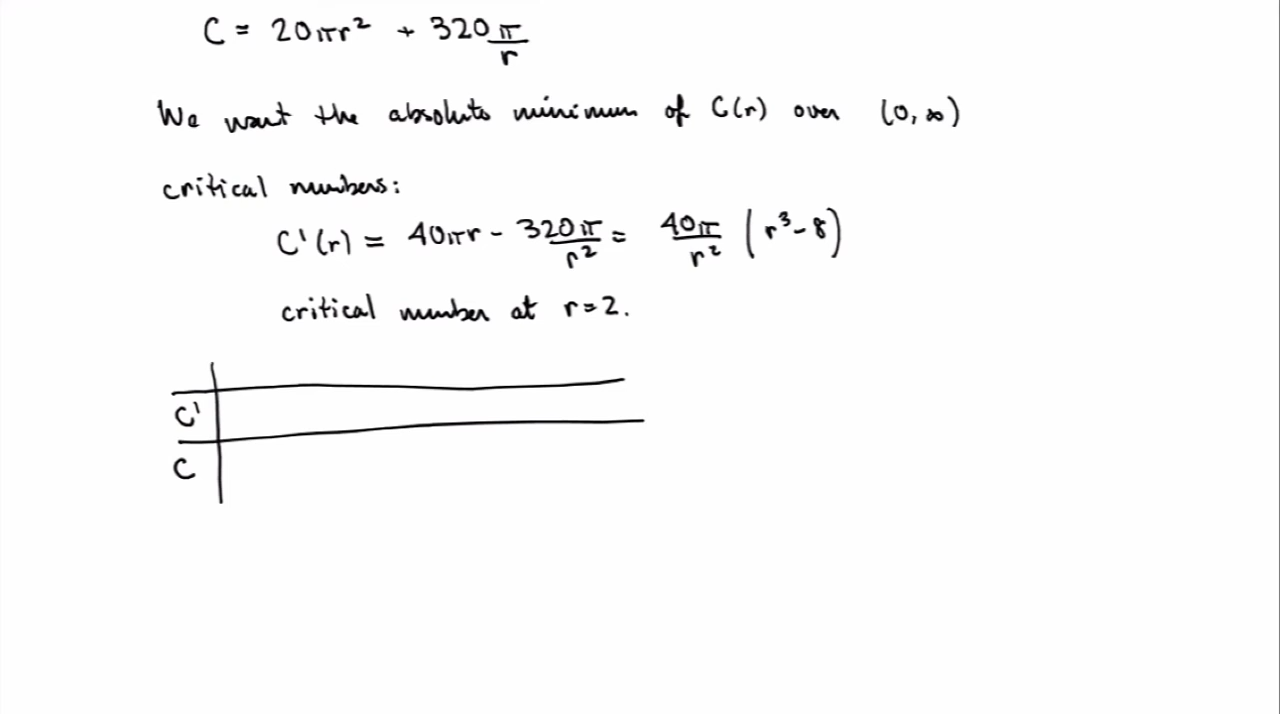 C = 20πr² + 320π/r
We want the absolute minimum of C(r) over (0, ∞)
critical numbers:
C'(r) = 40πr - 320π/r² = 40π/r² (r³-8)
critical number at r=2.
C'
C